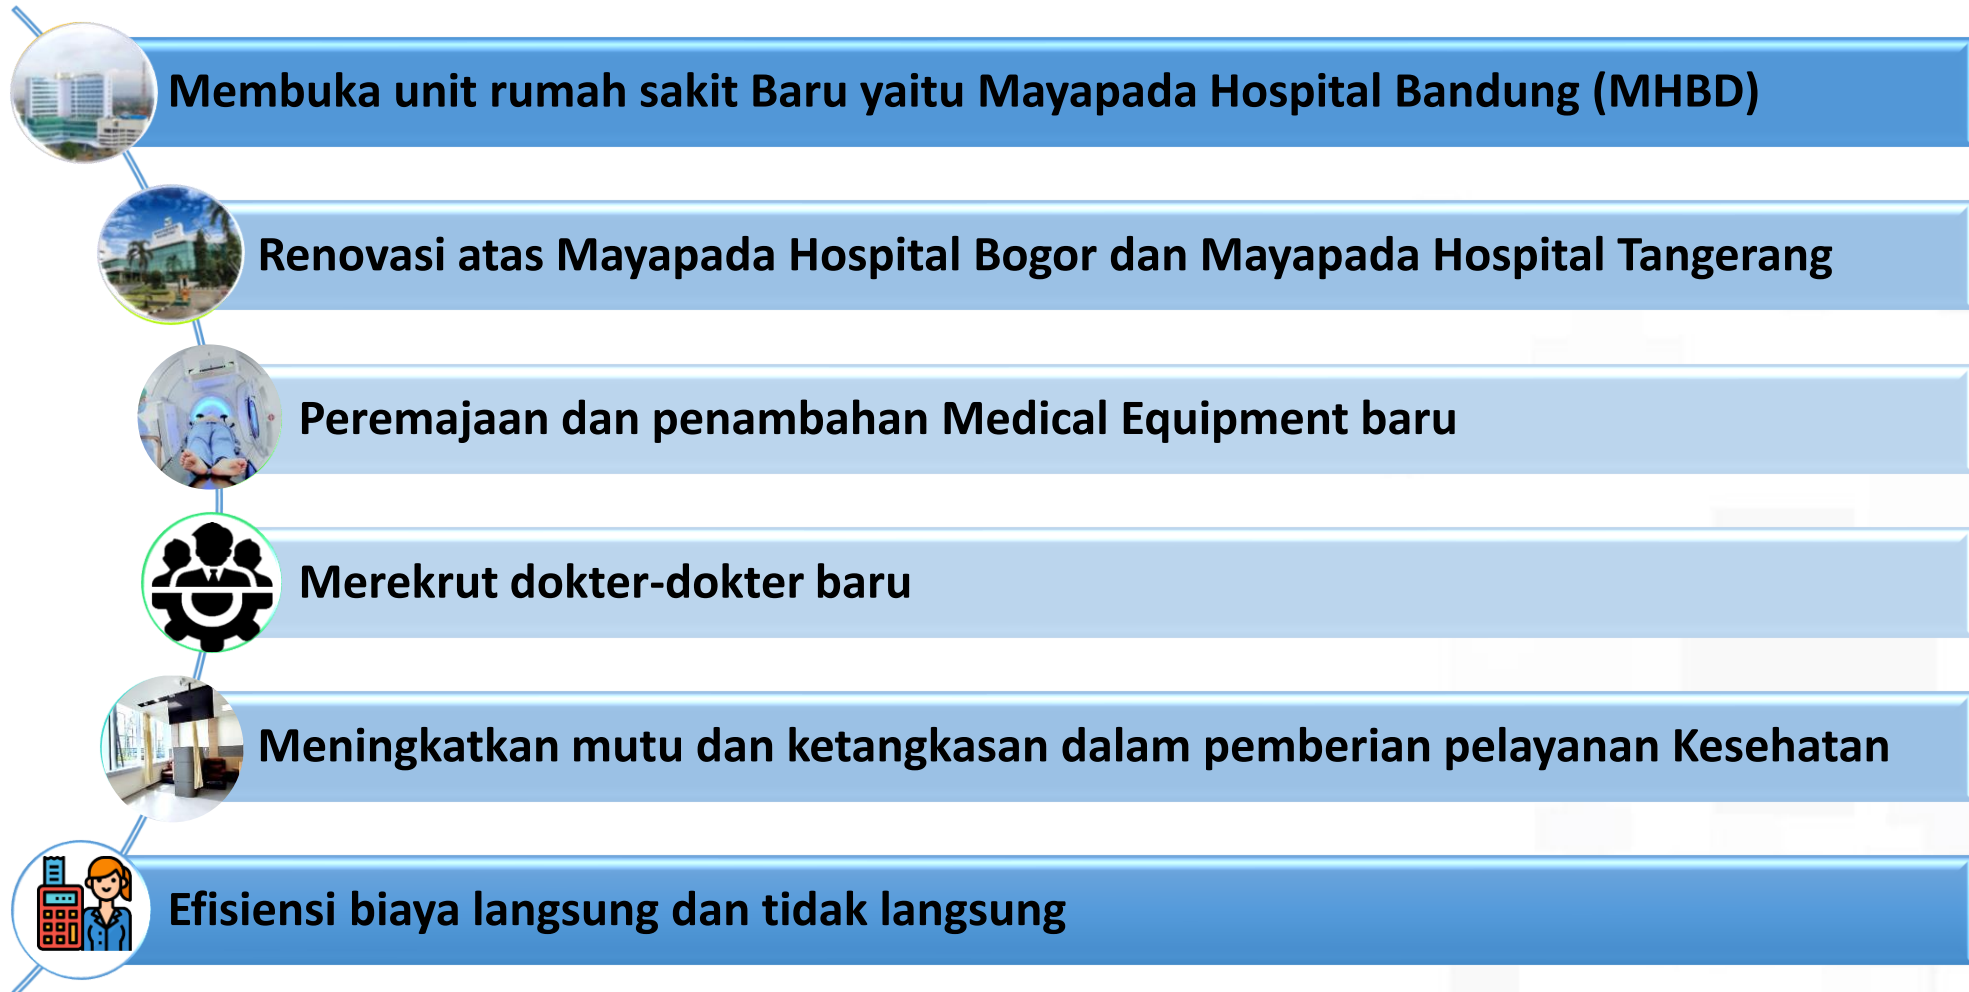 Membuka unit rumah sakit Baru yaitu Mayapada Hospital Bandung (MHBD)
Renovasi atas Mayapada Hospital Bogor dan Mayapada Hospital Tangerang
Peremajaan dan penambahan Medical Equipment baru
Merekrut dokter-dokter baru
Meningkatkan mutu dan ketangkasan dalam pemberian pelayanan Kesehatan
Efisiensi biaya langsung dan tidak langsung